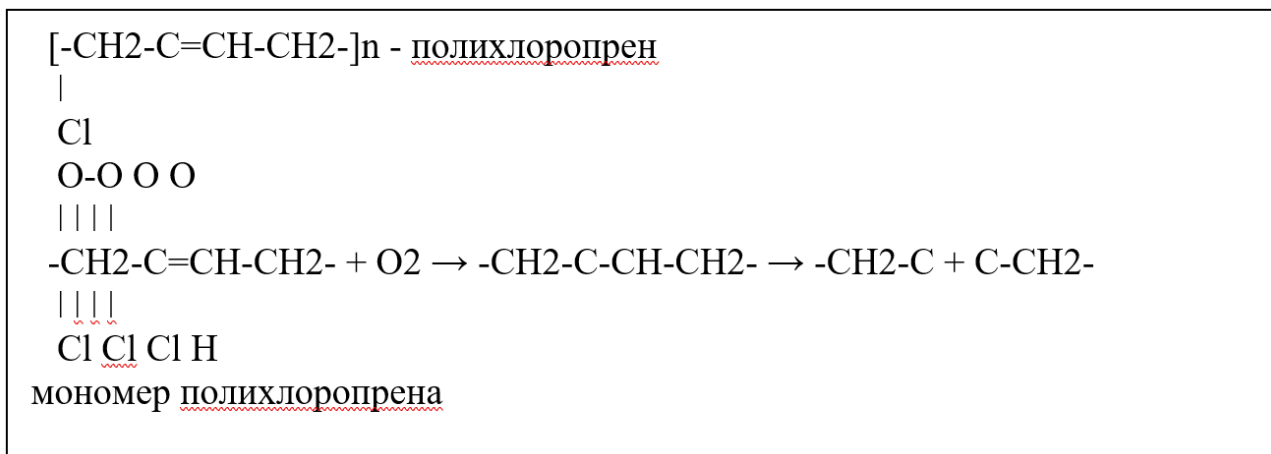 [-CH2-C=CH-CH2-]n - полихлоропрен
|
Cl
O-O O O
| | | |
-CH2-C=CH-CH2- + O2 → -CH2-C-CH-CH2- → -CH2-C + C-CH2-
| | | |
Cl Cl Cl H
мономер полихлоропрена